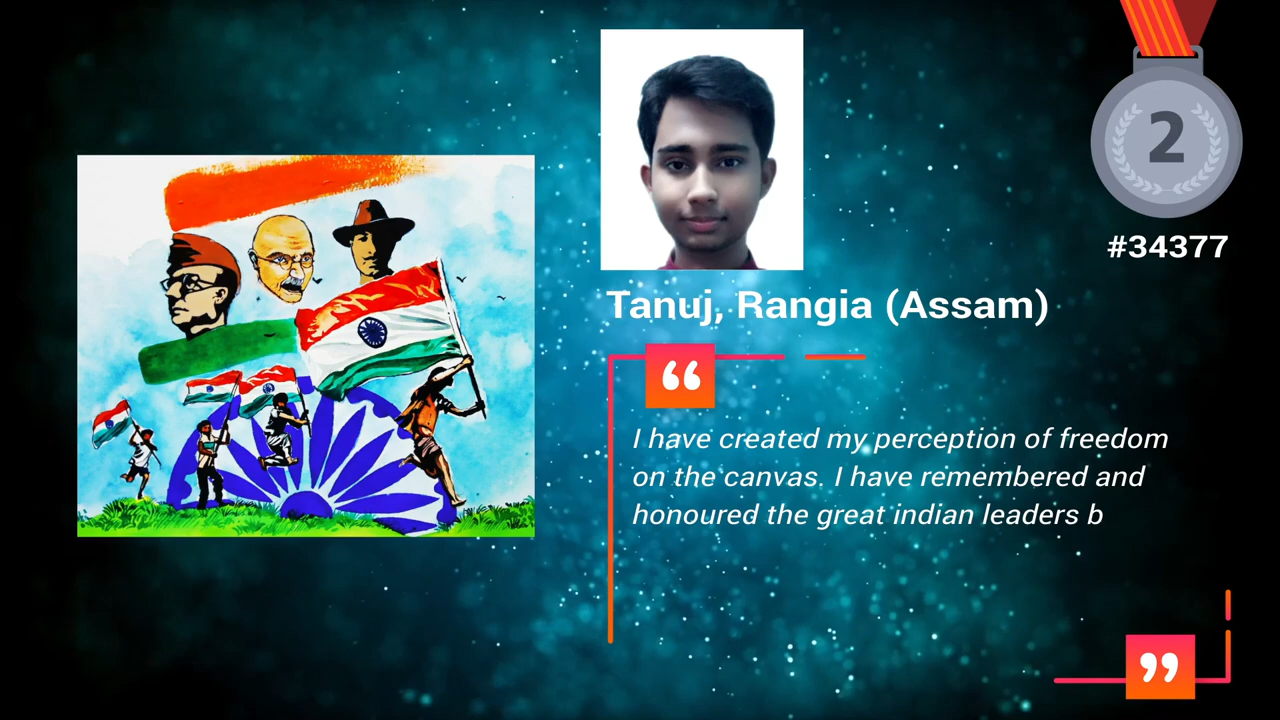 2
#34377
Tanuj, Rangia (Assam)
“
I have created my perception of freedom
on the canvas. I have remembered and
honoured the great indian leaders b
”